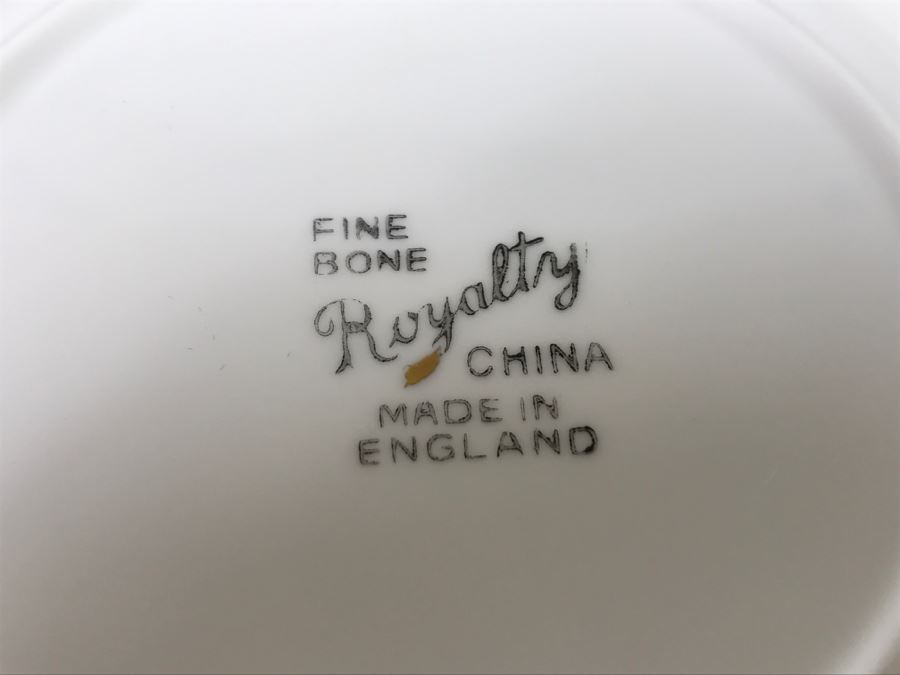 FINE
BONE
Royalty
CHINA
MADE IN
ENGLAND